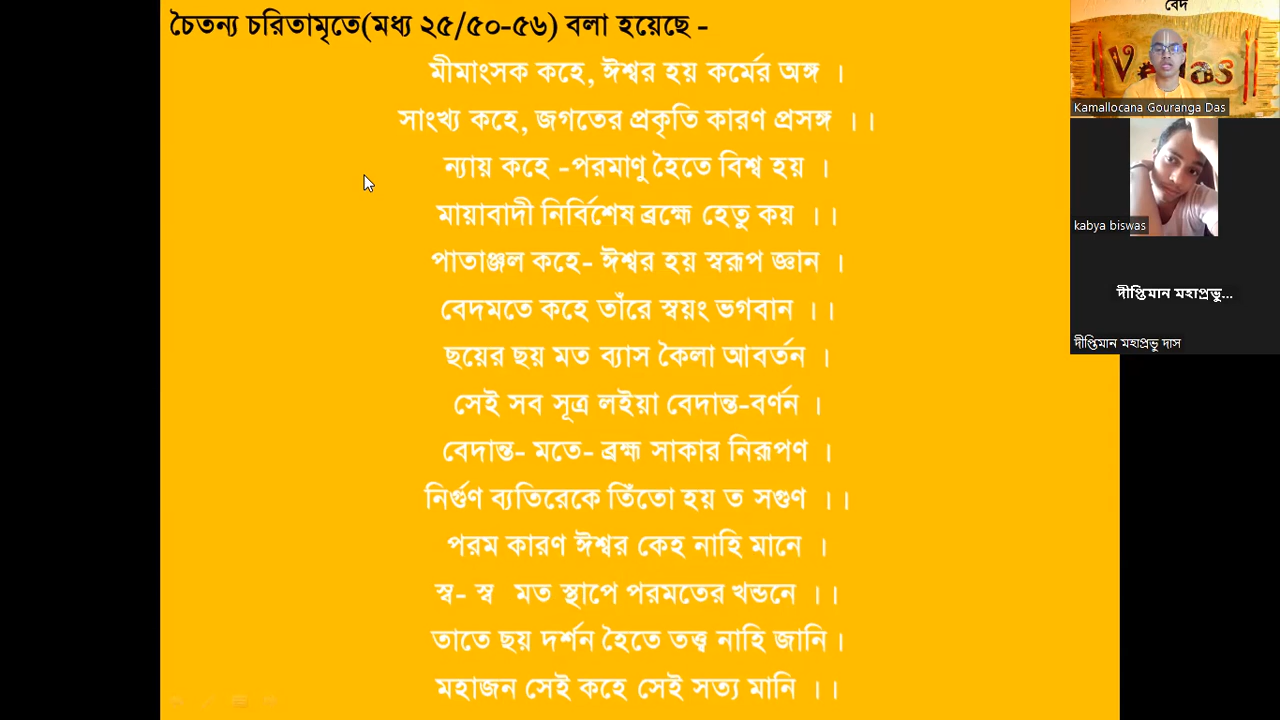 চৈতন্য চরিতামৃতে(মধ্য ২৫/৫০-৫৬) বলা হয়েছে -
মীমাংসক কহে, ঈশ্বর হয় কর্মের অঙ্গ ।
সাংখ্য কহে, জগতের প্রকৃতি কারণ প্রসঙ্গ ।।
ন্যায় কহে -পরমাণু হৈতে বিশ্ব হয় ।
মায়াবাদী নির্বিশেষ ব্রহ্মে হেতু কয় ।।
পাতাঞ্জল কহে- ঈশ্বর হয় স্বরূপ জ্ঞান ।
বেদমতে কহে তাঁরে স্বয়ং ভগবান ।।
ছয়ের ছয় মত ব্যাস কৈলা আবর্তন ।
সেই সব সূত্র লইয়া বেদান্ত-বর্ণন ।
বেদান্ত- মতে- ব্রহ্ম সাকার নিরূপণ ।
নির্গুণ ব্যতিরেকে তিঁতো হয় ত সগুণ ।।
পরম কারণ ঈশ্বর কেহ নাহি মানে ।
স্ব- স্ব মত স্থাপে পরমতের খন্ডনে ।।
তাতে ছয় দর্শন হৈতে তত্ত্ব নাহি জানি।
মহাজন সেই কহে সেই সত্য মানি ।।
বেদ
Vedas
Kamallocana Gouranga Das
kabya biswas
দীপ্তিমান মহাপ্রভু...
দীপ্তিমান মহাপ্রভু দাস